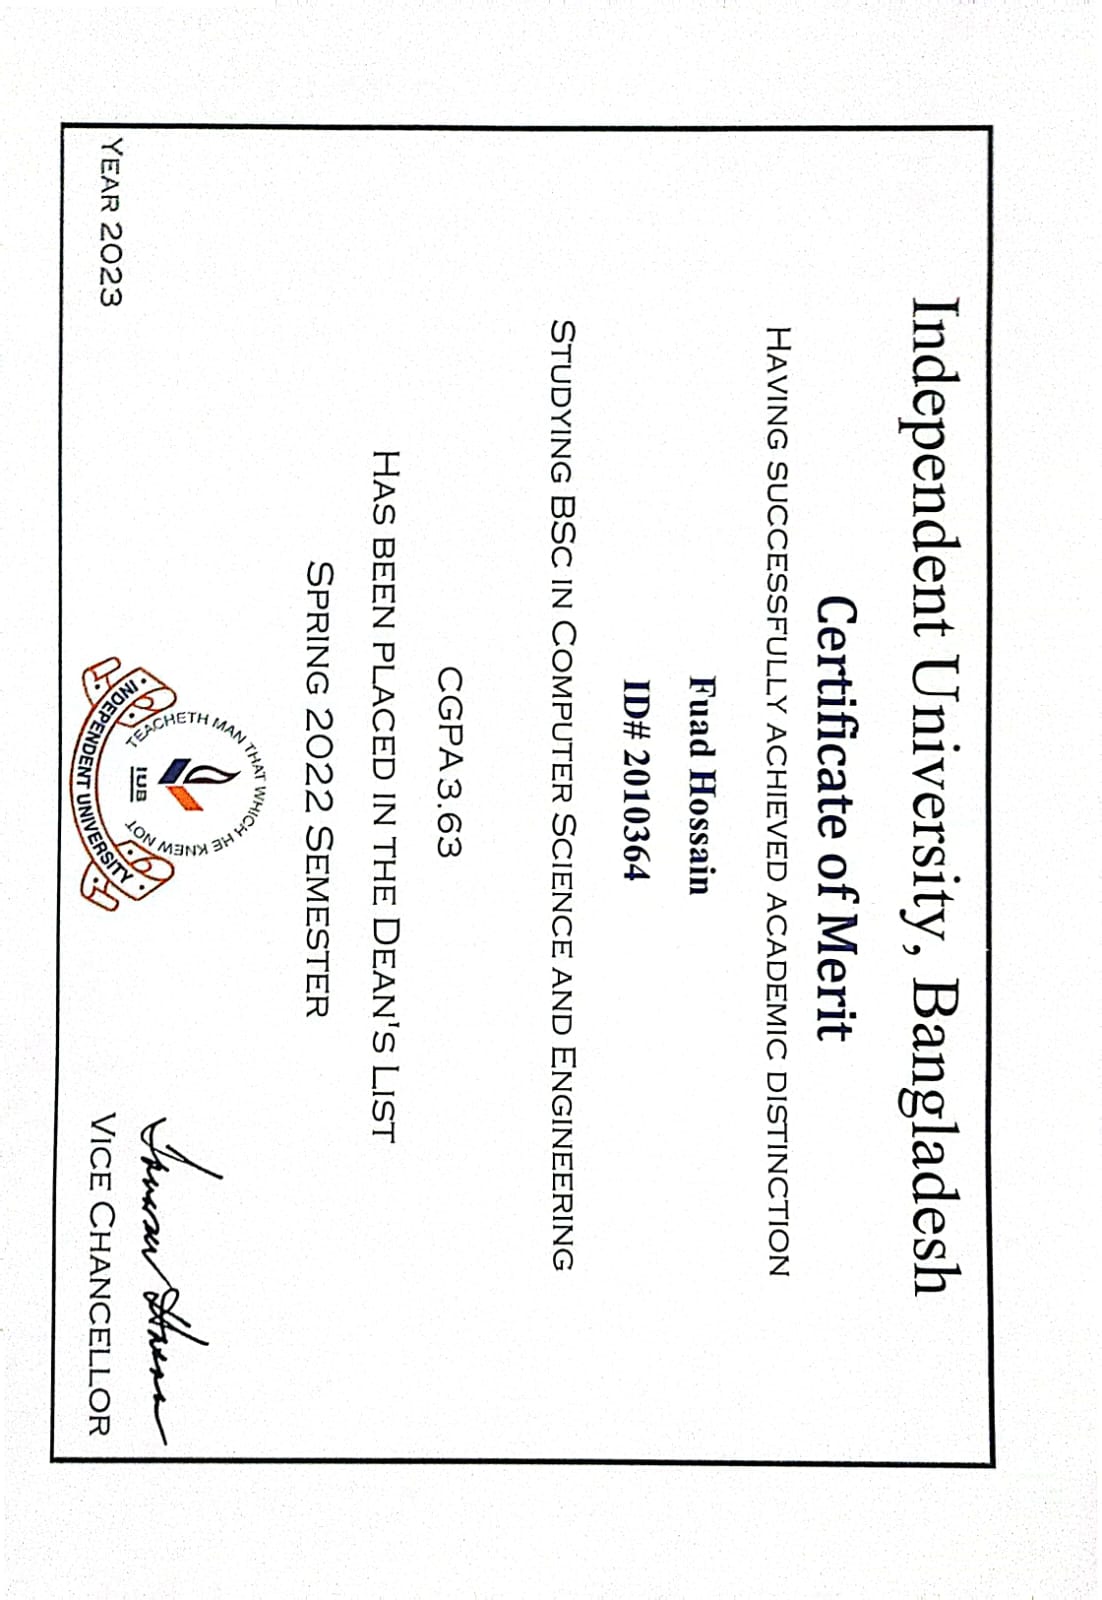 Independent University, Bangladesh
Certificate of Merit
HAVING SUCCESSFULLY ACHIEVED ACADEMIC DISTINCTION
Fuad Hossain
ID# 2010364
STUDYING BSC IN COMPUTER SCIENCE AND ENGINEERING
CGPA 3.63
HAS BEEN PLACED IN THE DEAN'S LIST
SPRING 2022 SEMESTER
TEACHETH MAN THAT WHICH HE KNEW NOT
IUB
INDEPENDENT UNIVERSITY
YEAR 2023
VICE CHANCELLOR